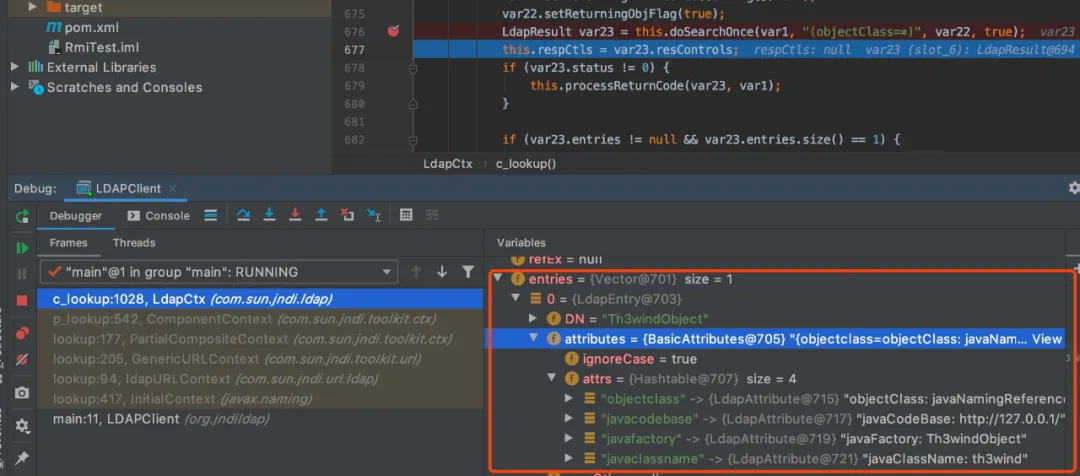 target
pom.xml
RmiTest.iml
External Libraries
Scratches and Consoles
675 var22.setReturningObjFlag(true);
676 LdapResult var23 = this.doSearchOnce(var1, "(objectClass=*)", var22, true); var23
677 this.respCtls = var23.resControls; respCtls: null var23 (slot_6): LdapResult@694
678 if (var23.status != 0) {
679 this.processReturnCode(var23, var1);
680 }
681
682 if (var23.entries != null && var23.entries.size() == 1) {
LdapCtx c_lookup()
Debug: LDAPClient
Debugger Console
Frames Threads
"main"@1 in group "main": RUNNING
c_lookup:1028, LdapCtx (com.sun.jndi.ldap)
p_lookup:542, ComponentContext (com.sun.jndi.toolkit.ctx)
lookup:177, PartialCompositeContext (com.sun.jndi.toolkit.ctx)
lookup:205, GenericURLContext (com.sun.jndi.toolkit.url)
lookup:94, ldapURLContext (com.sun.jndi.url.ldap)
lookup:417, InitialContext (javax.naming)
main:11, LDAPClient (org.jndildap)
Variables
refEx = null
entries = {Vector@701} size = 1
0 = {LdapEntry@703}
DN = "Th3windObject"
attributes = {BasicAttributes@705} "{objectclass=objectClass: javaNam... View
ignoreCase = true
attrs = {Hashtable@707} size = 4
"objectclass" -> {LdapAttribute@715} "objectClass: javaNamingReference
"javacodebase" -> {LdapAttribute@717} "javaCodeBase: http://127.0.0.1/"
"javafactory" -> {LdapAttribute@719} "javaFactory: Th3windObject"
"javaclassname" -> {LdapAttribute@721} "javaClassName: th3wind"